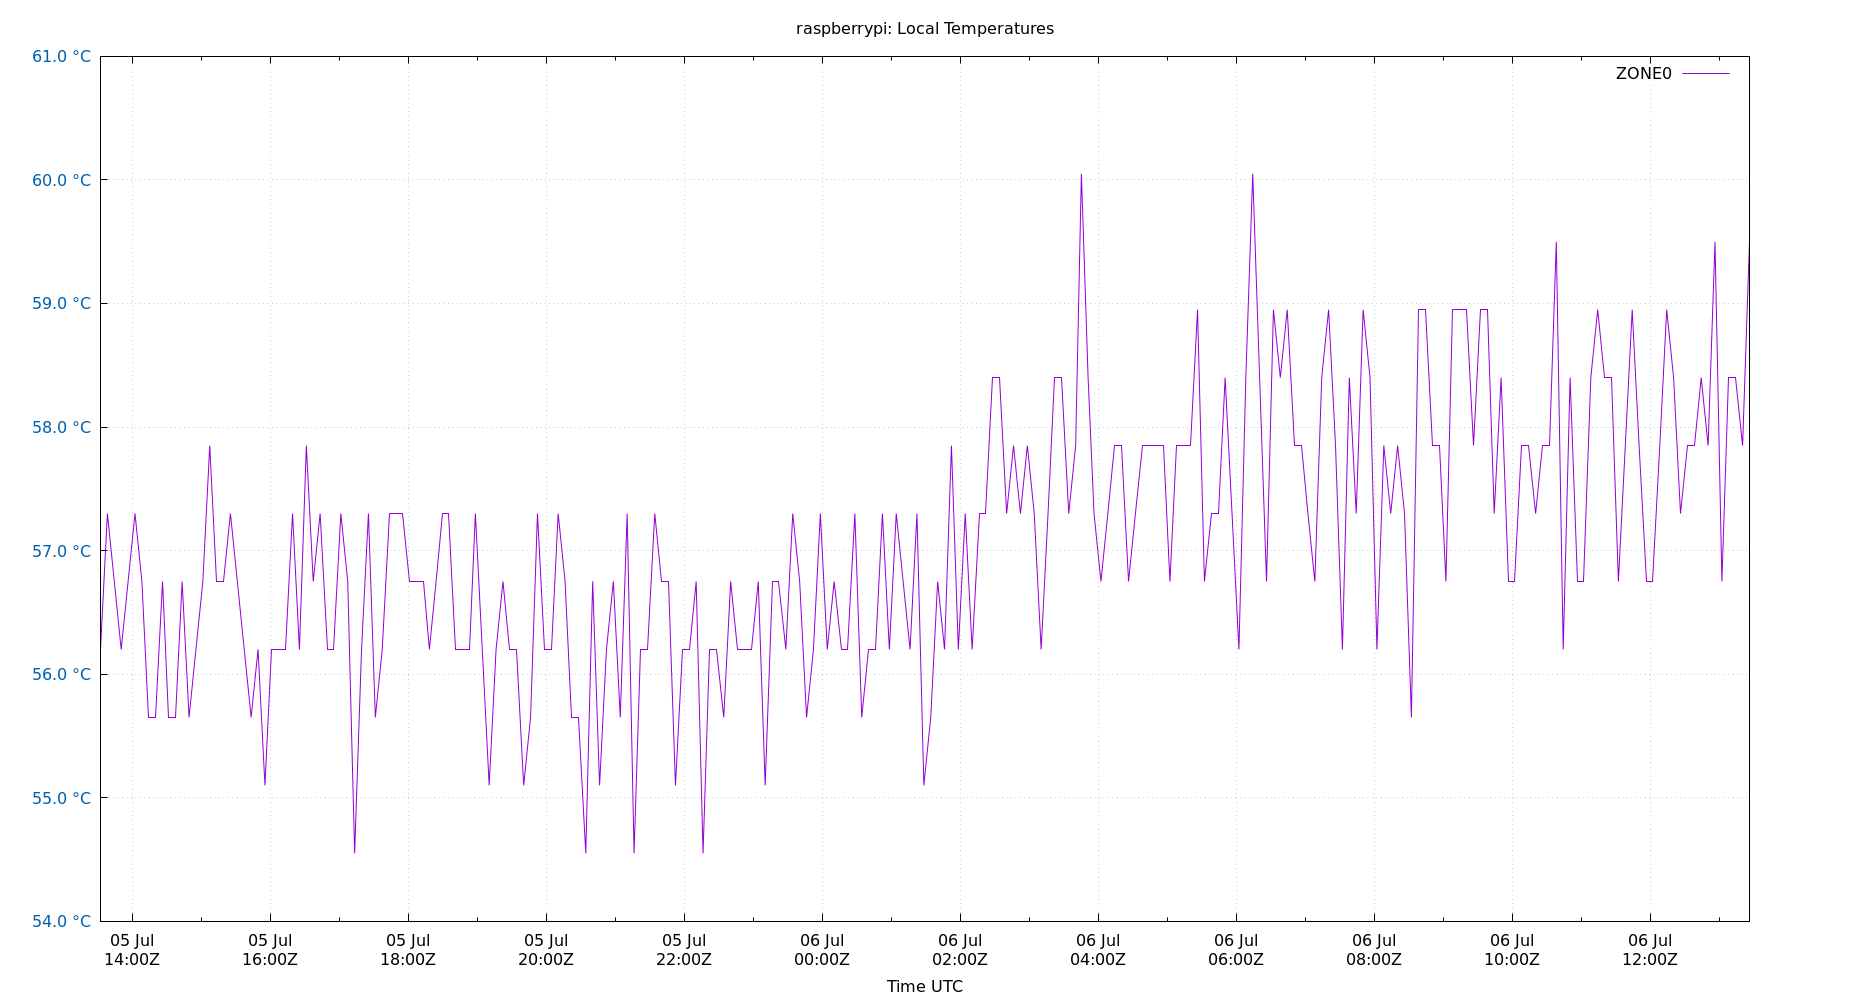 raspberrypi: Local Temperatures
61.0 °C
ZONE0
60.0 °C
59.0 °C
58.0 °C
57.0 °C
56.0 °C
55.0 °C
54.0 °C
05 Jul 05 Jul 05 Jul 05 Jul 05 Jul 06 Jul 06 Jul 06 Jul 06 Jul 06 Jul 06 Jul 06 Jul
14:00Z 16:00Z 18:00Z 20:00Z 22:00Z 00:00Z 02:00Z 04:00Z 06:00Z 08:00Z 10:00Z 12:00Z
Time UTC